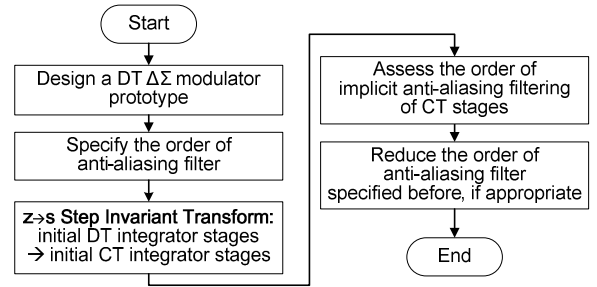 Start
Design a DT ΔΣ modulator
prototype
Specify the order of
anti-aliasing filter
z→s Step Invariant Transform:
initial DT integrator stages
→ initial CT integrator stages
Assess the order of
implicit anti-aliasing filtering
of CT stages
Reduce the order of
anti-aliasing filter
specified before, if appropriate
End